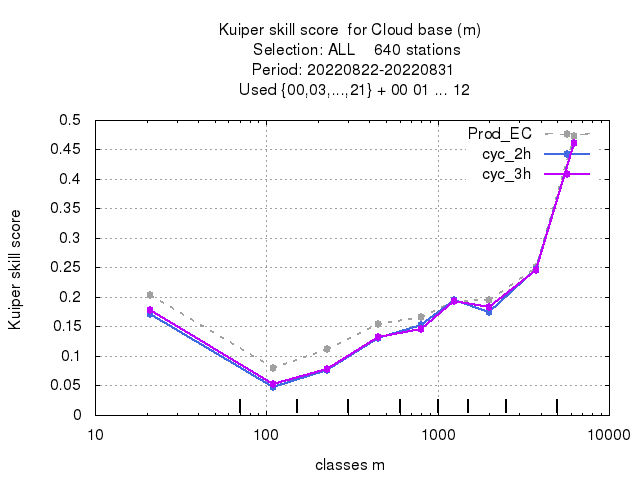 Kuiper skill score  for Cloud base (m)
Selection: ALL    640 stations
Period: 20220822-20220831
Used {00,03,...,21} + 00 01 ... 12
Prod_EC
cyc_2h
cyc_3h
0.5
0.45
0.4
0.35
0.3
0.25
0.2
0.15
0.1
0.05
0
Kuiper skill score
10
100
1000
10000
classes m